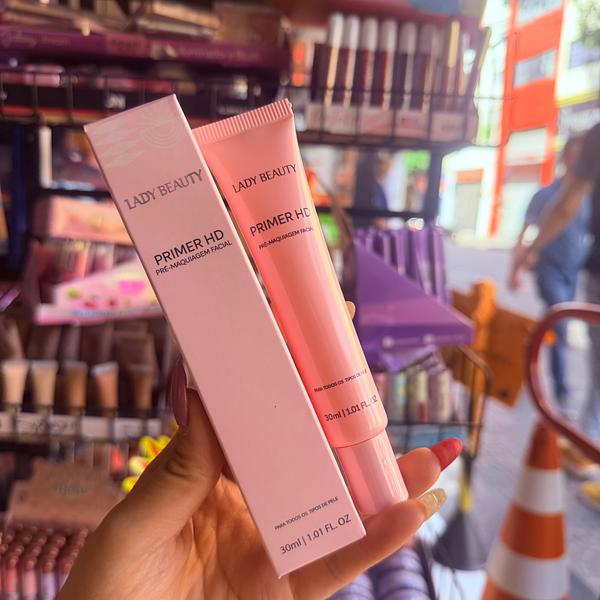 LADY BEAUTY
PRIMER HD
PRÉ-MAQUIAGEM FACIAL
PARA TODOS OS TIPOS DE PELE
30ml | 1.01 FL. OZ
LADY BEAUTY
PRIMER HD
PRÉ-MAQUIAGEM FACIAL
PARA TODOS OS TIPOS DE PELE
30ml | 1.01 FL. OZ